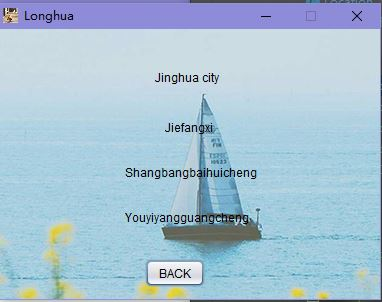 Longhua
Jinghua city
Jiefangxi
Shangbangbaihuicheng
Youyiyangguangcheng
BACK